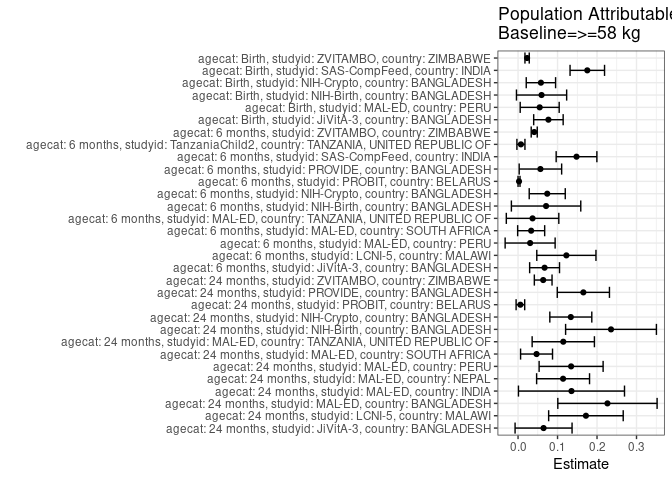 Population Attributable
Baseline=>=58 kg
agecat: Birth, studyid: ZVITAMBO, country: ZIMBABWE
agecat: Birth, studyid: SAS-CompFeed, country: INDIA
agecat: Birth, studyid: NIH-Crypto, country: BANGLADESH
agecat: Birth, studyid: NIH-Birth, country: BANGLADESH
agecat: Birth, studyid: MAL-ED, country: PERU
agecat: Birth, studyid: JiVitA-3, country: BANGLADESH
agecat: 6 months, studyid: ZVITAMBO, country: ZIMBABWE
agecat: 6 months, studyid: TanzaniaChild2, country: TANZANIA, UNITED REPUBLIC OF
agecat: 6 months, studyid: SAS-CompFeed, country: INDIA
agecat: 6 months, studyid: PROVIDE, country: BANGLADESH
agecat: 6 months, studyid: PROBIT, country: BELARUS
agecat: 6 months, studyid: NIH-Crypto, country: BANGLADESH
agecat: 6 months, studyid: NIH-Birth, country: BANGLADESH
agecat: 6 months, studyid: MAL-ED, country: TANZANIA, UNITED REPUBLIC OF
agecat: 6 months, studyid: MAL-ED, country: SOUTH AFRICA
agecat: 6 months, studyid: MAL-ED, country: PERU
agecat: 6 months, studyid: LCNI-5, country: MALAWI
agecat: 6 months, studyid: JiVitA-3, country: BANGLADESH
agecat: 24 months, studyid: ZVITAMBO, country: ZIMBABWE
agecat: 24 months, studyid: PROVIDE, country: BANGLADESH
agecat: 24 months, studyid: PROBIT, country: BELARUS
agecat: 24 months, studyid: NIH-Crypto, country: BANGLADESH
agecat: 24 months, studyid: NIH-Birth, country: BANGLADESH
agecat: 24 months, studyid: MAL-ED, country: TANZANIA, UNITED REPUBLIC OF
agecat: 24 months, studyid: MAL-ED, country: SOUTH AFRICA
agecat: 24 months, studyid: MAL-ED, country: PERU
agecat: 24 months, studyid: MAL-ED, country: NEPAL
agecat: 24 months, studyid: MAL-ED, country: INDIA
agecat: 24 months, studyid: MAL-ED, country: BANGLADESH
agecat: 24 months, studyid: LCNI-5, country: MALAWI
agecat: 24 months, studyid: JiVitA-3, country: BANGLADESH
0.0 0.1 0.2 0.3
Estimate